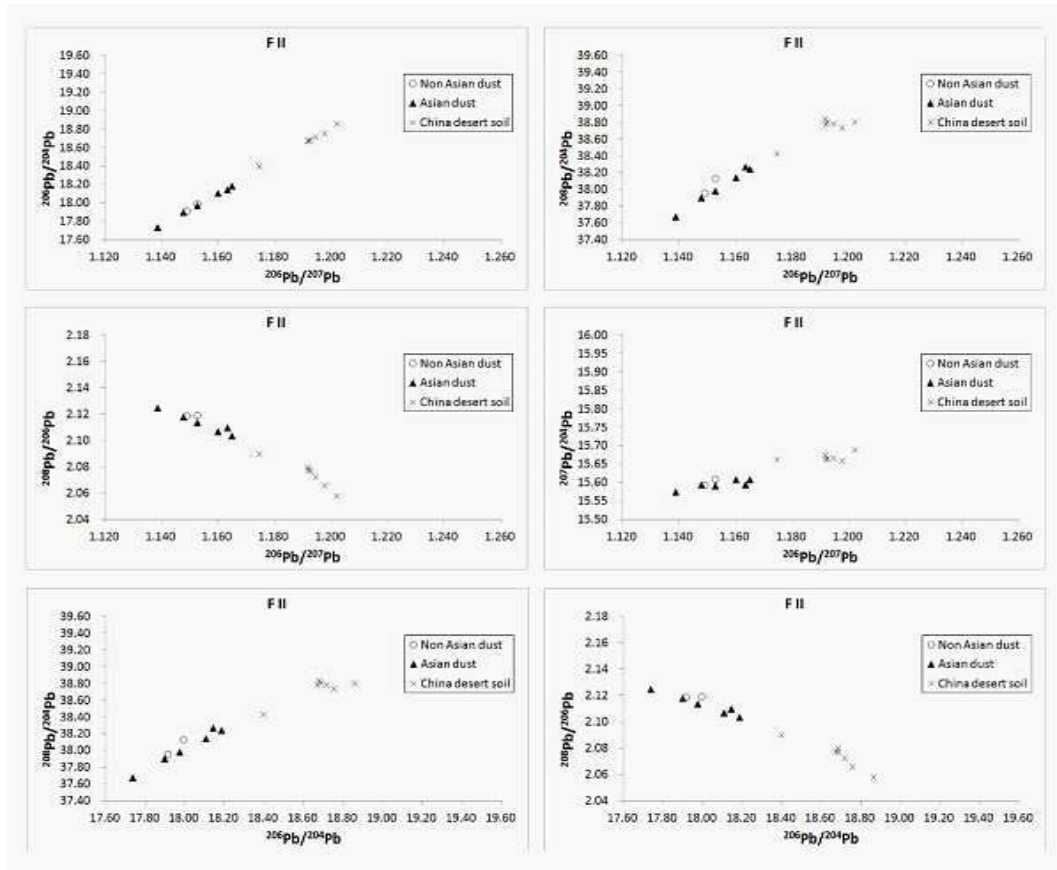 F II
19.60
19.40
19.20
19.00
18.80
18.60
18.40
18.20
18.00
17.80
17.60
1.120 1.140 1.160 1.180 1.200 1.220 1.240 1.260
²⁰⁶Pb/²⁰⁴Pb
²⁰⁶Pb/²⁰⁷Pb
Non Asian dust
Asian dust
China desert soil
F II
39.60
39.40
39.20
39.00
38.80
38.60
38.40
38.20
38.00
37.80
37.60
37.40
1.120 1.140 1.160 1.180 1.200 1.220 1.240 1.260
²⁰⁸Pb/²⁰⁴Pb
²⁰⁶Pb/²⁰⁷Pb
Non Asian dust
Asian dust
China desert soil
F II
2.18
2.16
2.14
2.12
2.10
2.08
2.06
2.04
1.120 1.140 1.160 1.180 1.200 1.220 1.240 1.260
²⁰⁸Pb/²⁰⁶Pb
²⁰⁶Pb/²⁰⁷Pb
Non Asian dust
Asian dust
China desert soil
F II
16.00
15.95
15.90
15.85
15.80
15.75
15.70
15.65
15.60
15.55
15.50
1.120 1.140 1.160 1.180 1.200 1.220 1.240 1.260
²⁰⁷Pb/²⁰⁴Pb
²⁰⁶Pb/²⁰⁷Pb
Non Asian dust
Asian dust
China desert soil
F II
39.60
39.40
39.20
39.00
38.80
38.60
38.40
38.20
38.00
37.80
37.60
37.40
17.60 17.80 18.00 18.20 18.40 18.60 18.80 19.00 19.20 19.40 19.60
²⁰⁸Pb/²⁰⁴Pb
²⁰⁶Pb/²⁰⁴Pb
Non Asian dust
Asian dust
China desert soil
F II
2.18
2.16
2.14
2.12
2.10
2.08
2.06
2.04
17.60 17.80 18.00 18.20 18.40 18.60 18.80 19.00 19.20 19.40 19.60
²⁰⁸Pb/²⁰⁶Pb
²⁰⁶Pb/²⁰⁴Pb
Non Asian dust
Asian dust
China desert soil